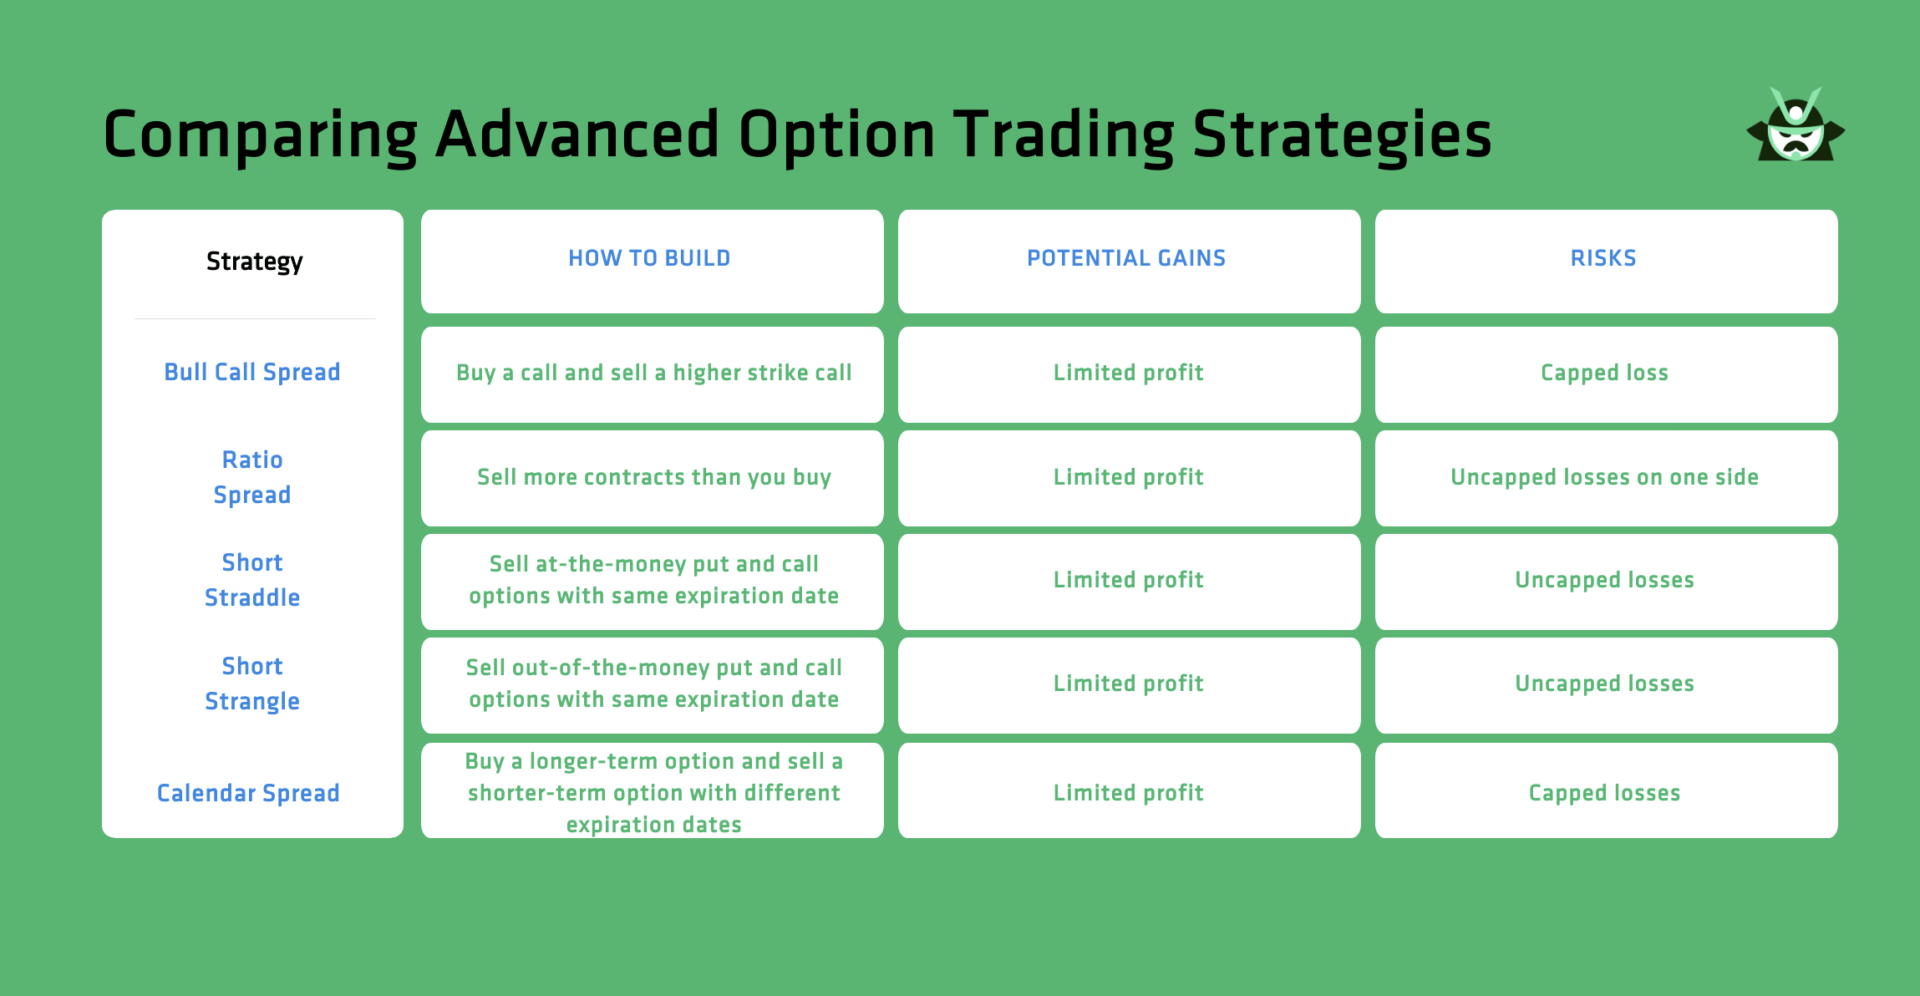 Comparing Advanced Option Trading Strategies
Strategy
HOW TO BUILD
POTENTIAL GAINS
RISKS
Bull Call Spread
Buy a call and sell a higher strike call
Limited profit
Capped loss
Ratio
Spread
Sell more contracts than you buy
Limited profit
Uncapped losses on one side
Short
Straddle
Sell at-the-money put and call
options with same expiration date
Limited profit
Uncapped losses
Short
Strangle
Sell out-of-the-money put and call
options with same expiration date
Limited profit
Uncapped losses
Calendar Spread
Buy a longer-term option and sell a
shorter-term option with different
expiration dates
Limited profit
Capped losses